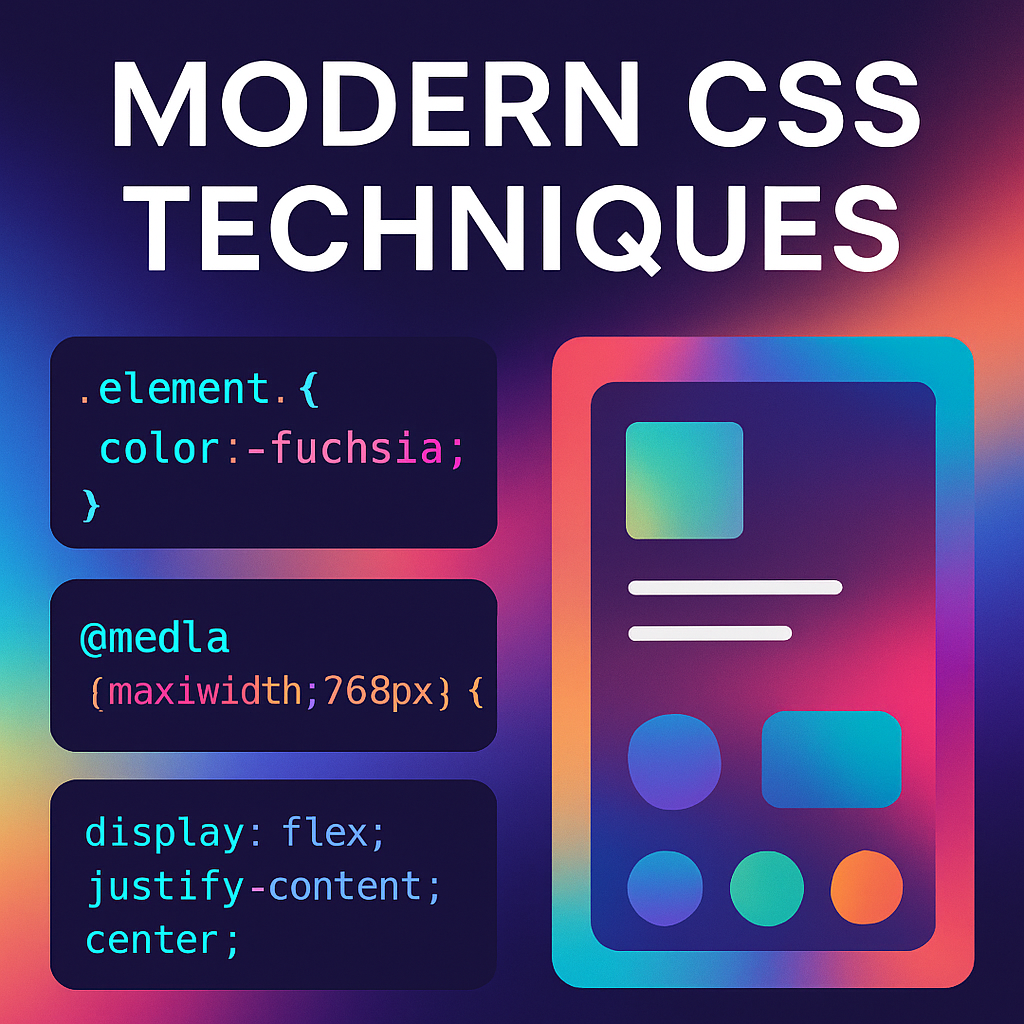 MODERN CSS
TECHNIQUES
.element. {
color:-fuchsia;
}
@medla
{maxiwidth;768px} {
display: flex;
justify-content;
center;